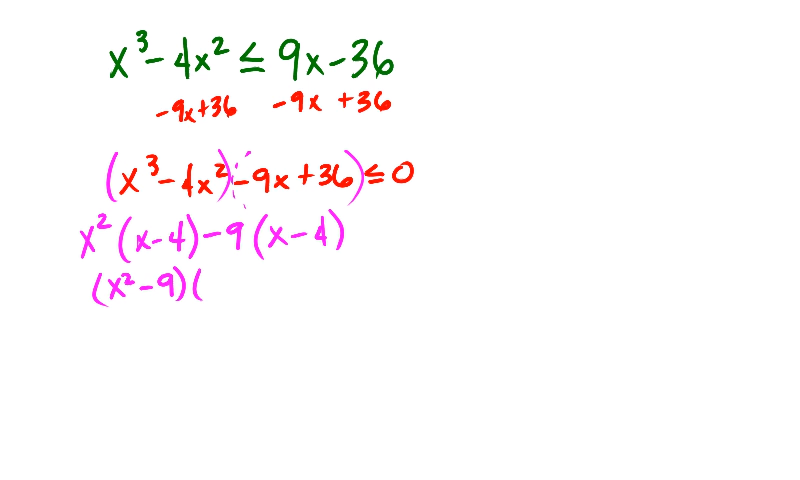 x³ - 4x² ≤ 9x - 36
-9x+36 -9x +36
(x³ - 4x²) (-9x + 36) ≤ 0
x²(x-4) - 9(x-4)
(x² - 9)(